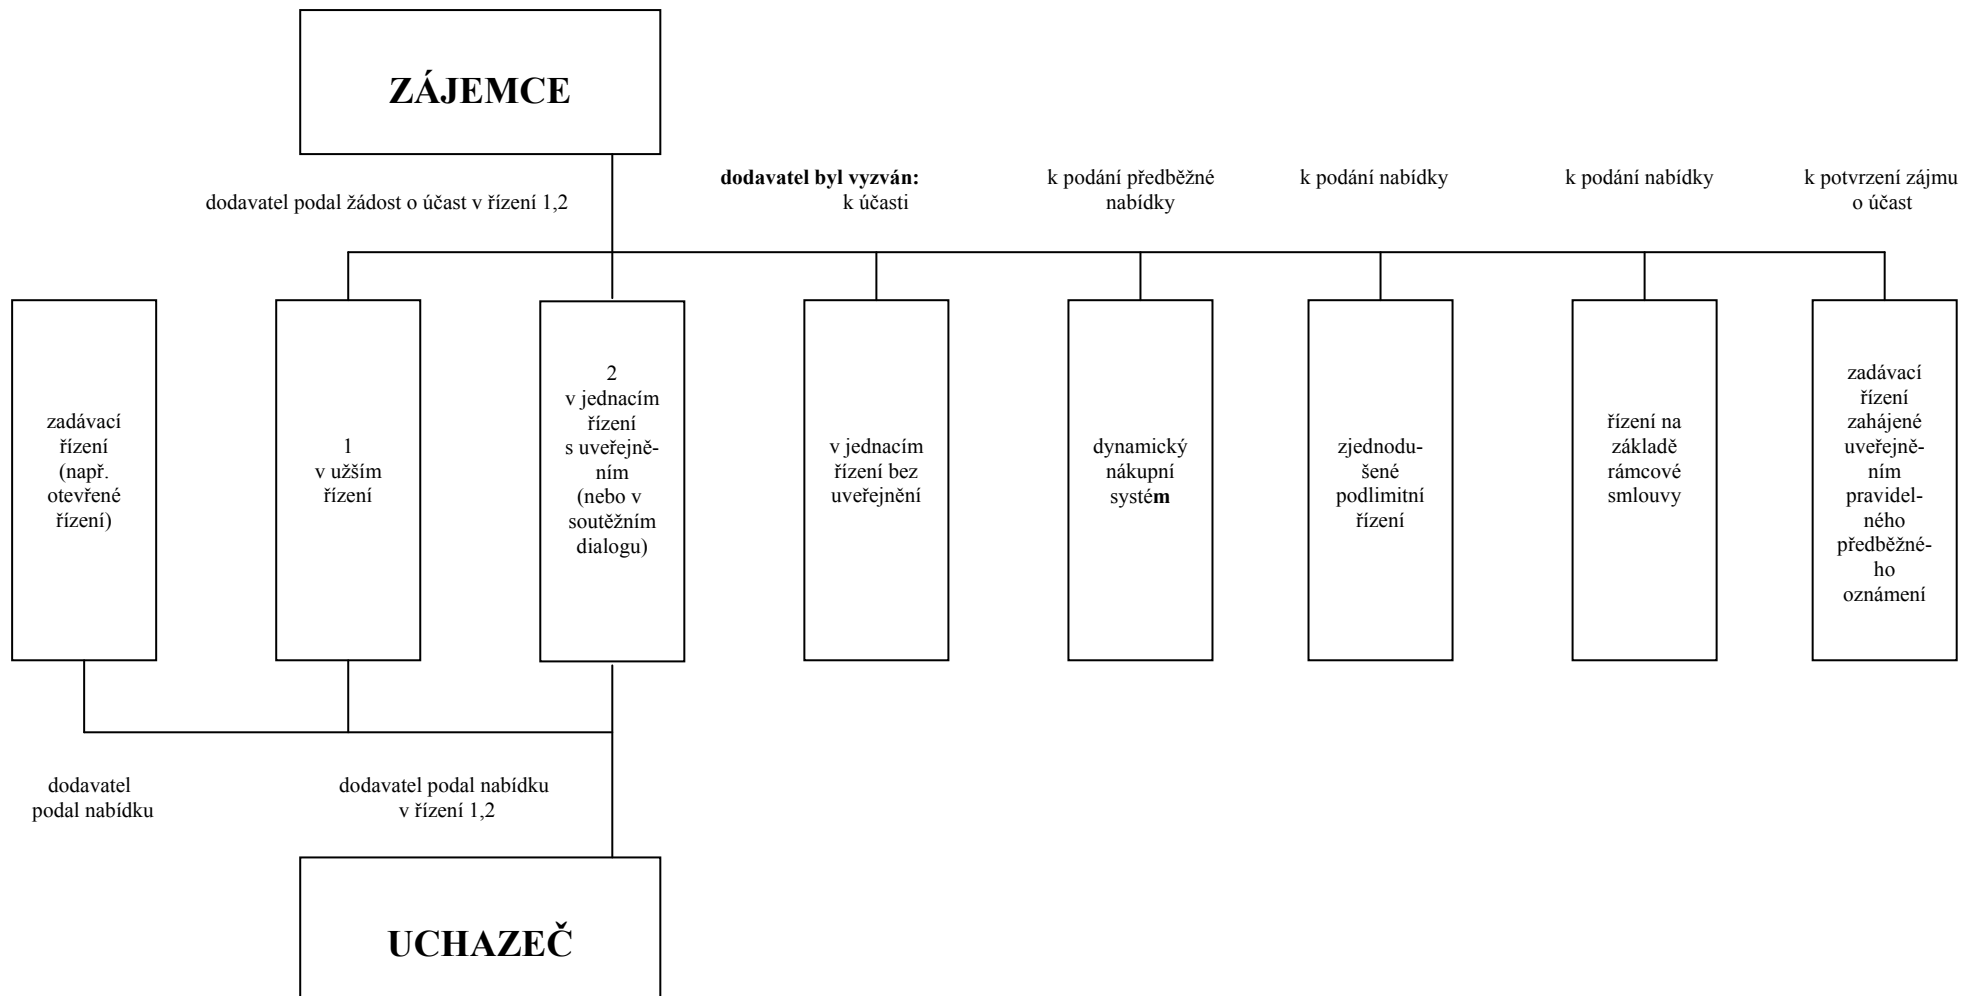 ZÁJEMCE
dodavatel podal žádost o účast v řízení 1,2
dodavatel byl vyzván:
k účasti
k podání předběžné
nabídky
k podání nabídky
k podání nabídky
k potvrzení zájmu
o účast
zadávací
řízení
(např.
otevřené
řízení)
1
v užším
řízení
2
v jednacím
řízení
s uveřejně-
ním
(nebo v
soutěžním
dialogu)
v jednacím
řízení bez
uveřejnění
dynamický
nákupní
systém
zjednodu-
šené
podlimitní
řízení
řízení na
základě
rámcové
smlouvy
zadávací
řízení
zahájené
uveřejně-
ním
pravidel-
ného
předběžné-
ho
oznámení
dodavatel
podal nabídku
dodavatel podal nabídku
v řízení 1,2
UCHAZEČ